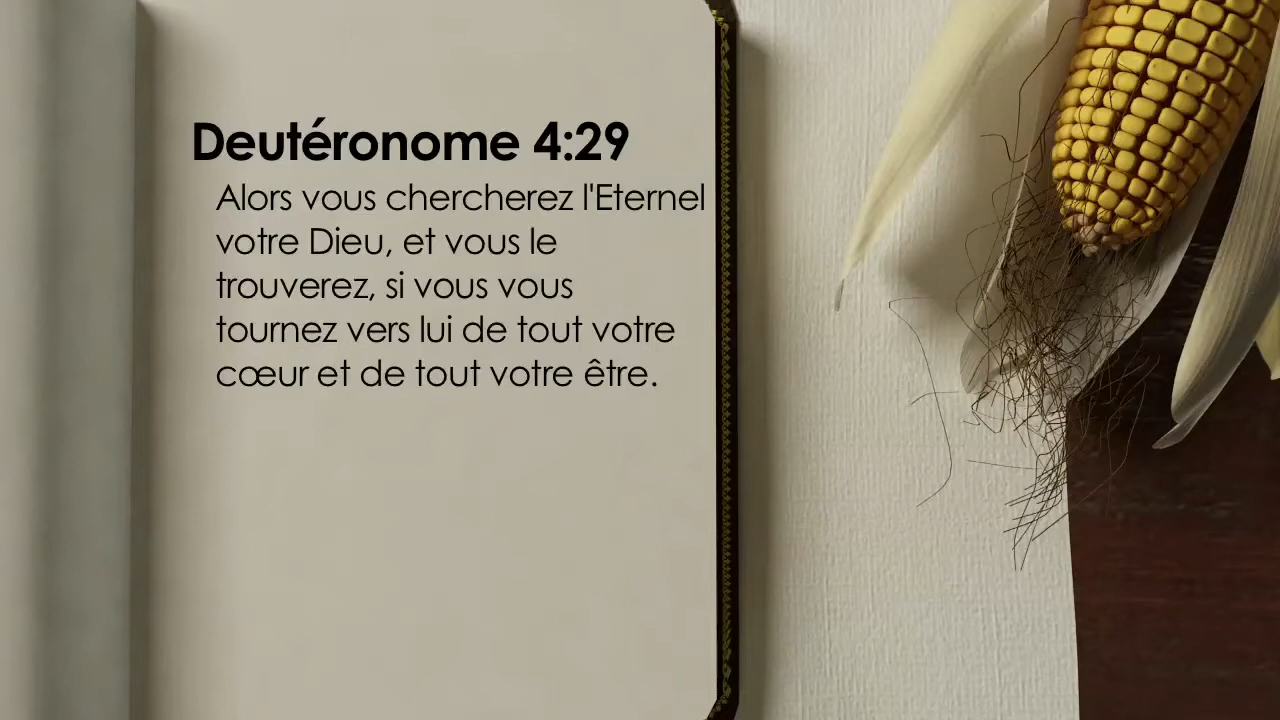 Deutéronome 4:29
Alors vous chercherez l'Eternel
votre Dieu, et vous le
trouverez, si vous vous
tournez vers lui de tout votre
cœur et de tout votre être.